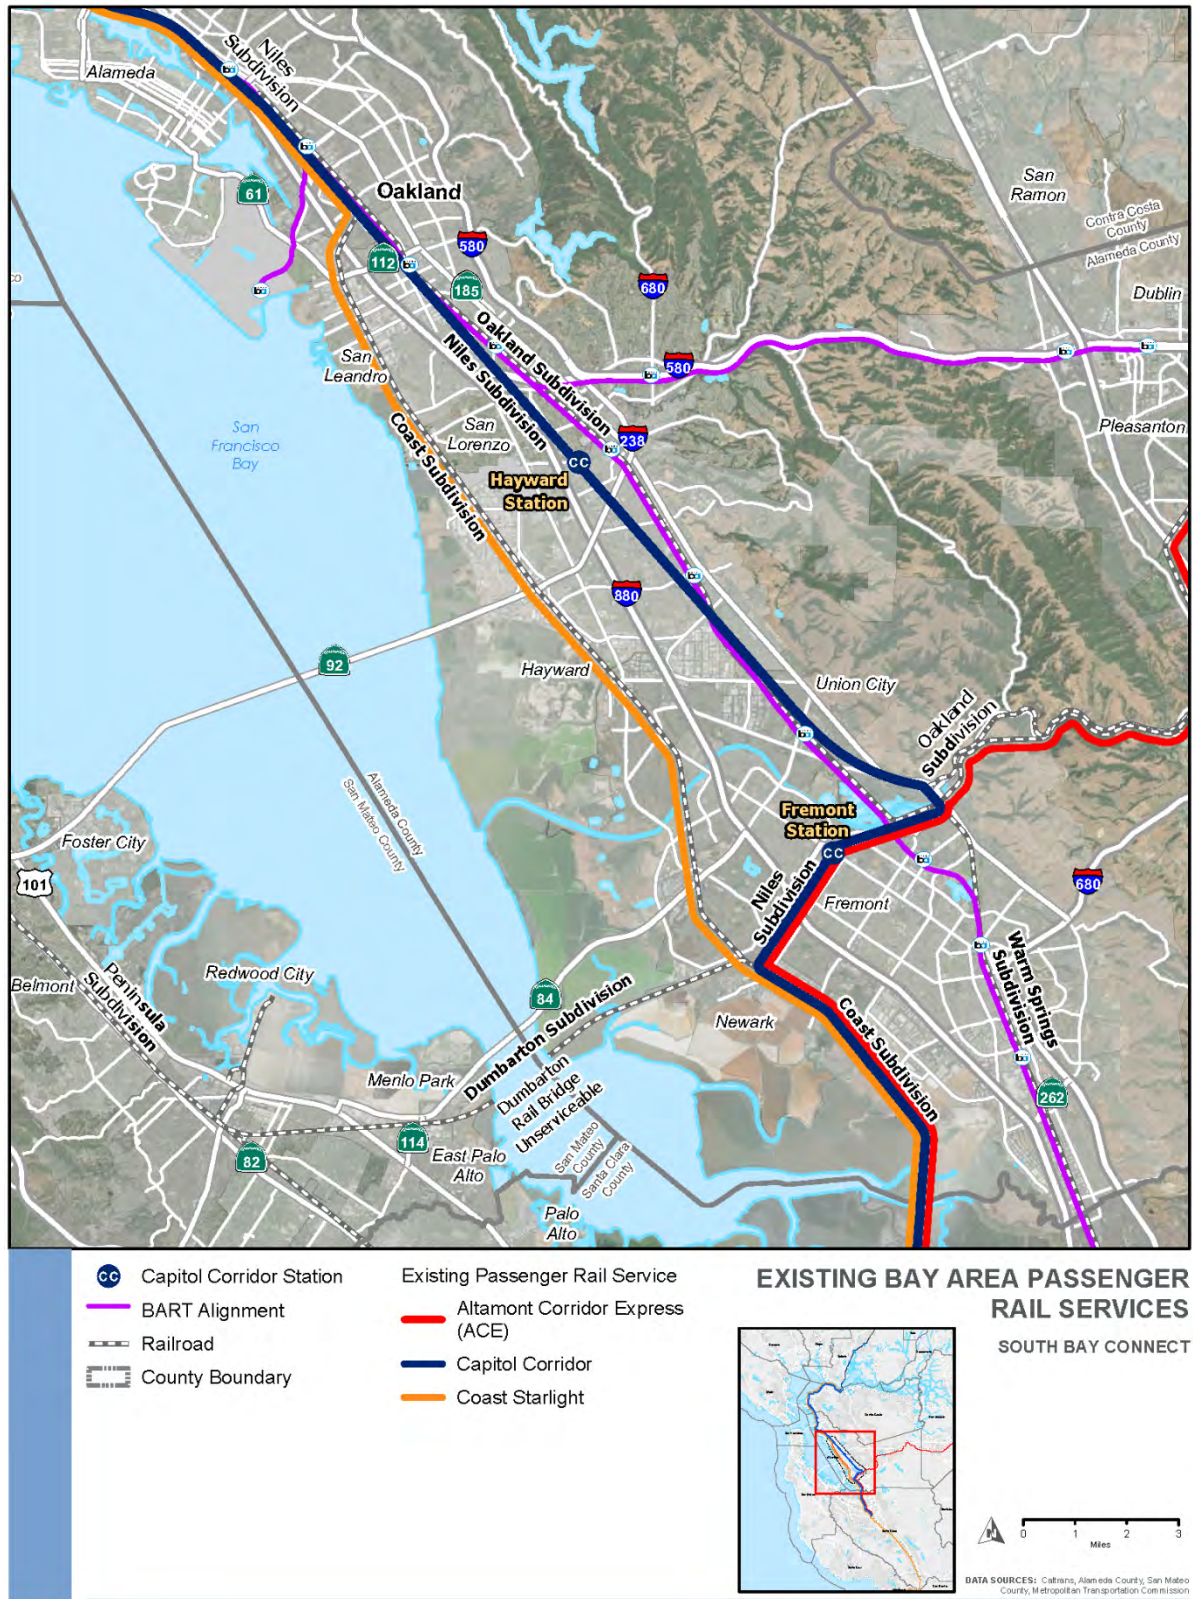 Alameda
Niles
Subdivision
61
Oakland
580
112
185
680
San
Ramon
Contra Costa
County
Alameda County
Dublin
co
Oakland Subdivision
Niles Subdivision
580
San
Leandro
San
Francisco
Bay
Coast Subdivision
San
Lorenzo
238
Pleasanton
CC
Hayward
Station
880
92
Hayward
Union City
Oakland
Subdivision
Alameda County
San Mateo County
Fremont
Station
CC
Foster City
101
680
Niles
Subdivision
Fremont
Warm Springs
Subdivision
Belmont
Peninsula
Subdivision
Redwood City
84
Dumbarton Subdivision
Newark
Coast Subdivision
Menlo Park
Dumbarton
Rail Bridge
Unserviceable
262
114
82
East Palo
Alto
San Mateo
County
Santa Clara
County
Palo
Alto
CC Capitol Corridor Station
BART Alignment
Railroad
County Boundary
Existing Passenger Rail Service
Altamont Corridor Express
(ACE)
Capitol Corridor
Coast Starlight
EXISTING BAY AREA PASSENGER
RAIL SERVICES
SOUTH BAY CONNECT
N
0 1 2 3
Miles
DATA SOURCES: Caltrans, Alameda County, San Mateo
County, Metropolitan Transportation Commission